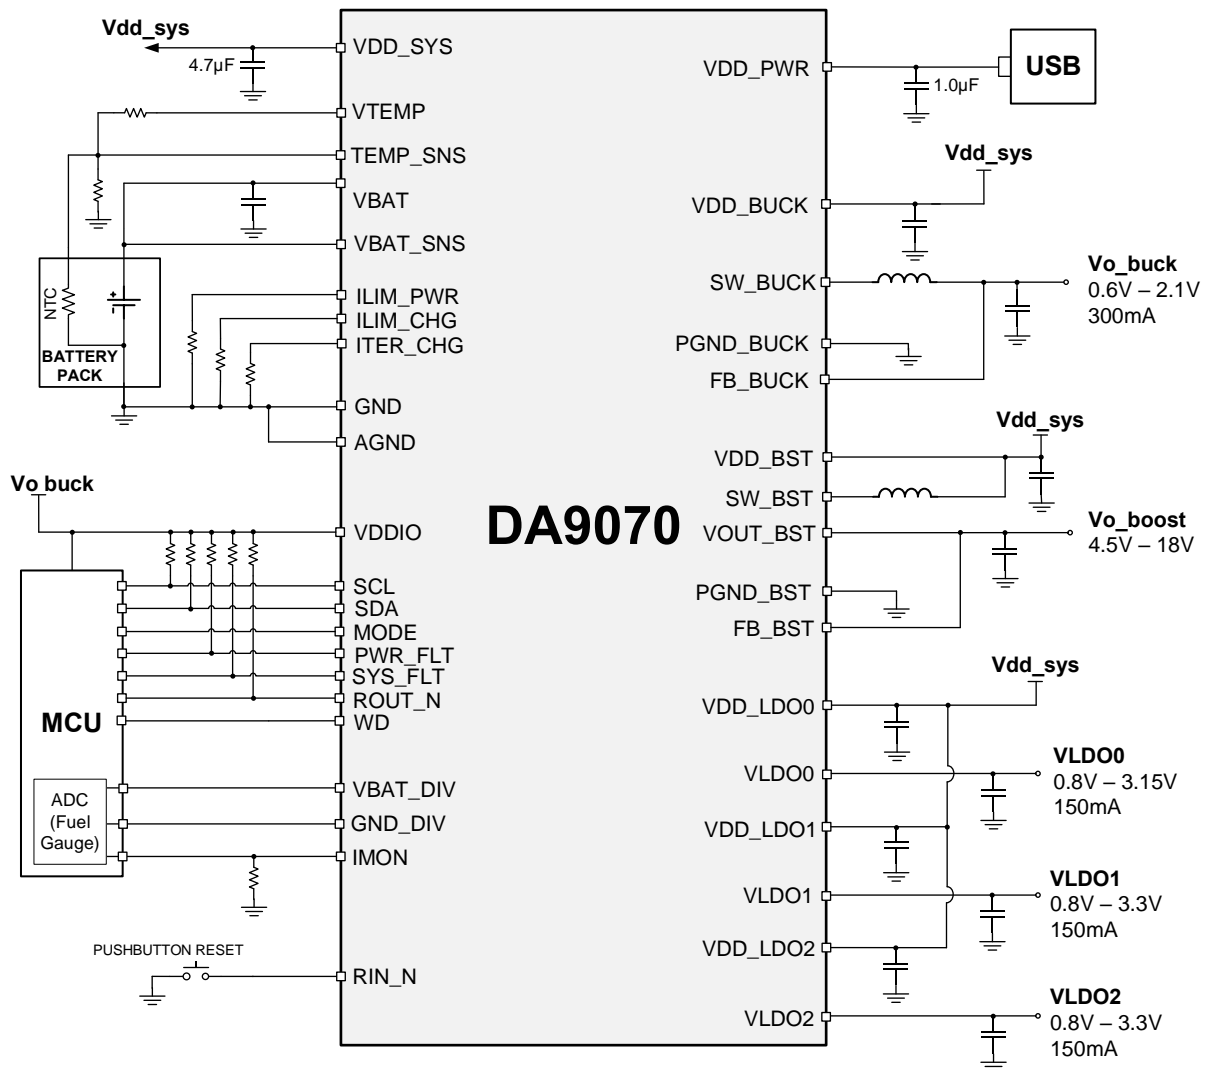 Vdd_sys
4.7µF
VDD_SYS
VTEMP
TEMP_SNS
VBAT
VBAT_SNS
NTC
+
-
BATTERY
PACK
ILIM_PWR
ILIM_CHG
ITER_CHG
GND
AGND
Vo buck
VDDIO
SCL
SDA
MODE
PWR_FLT
SYS_FLT
ROUT_N
WD
MCU
ADC
(Fuel
Gauge)
VBAT_DIV
GND_DIV
IMON
PUSHBUTTON RESET
RIN_N
DA9070
VDD_PWR
1.0µF
USB
Vdd_sys
VDD_BUCK
SW_BUCK
Vo_buck
0.6V – 2.1V
300mA
PGND_BUCK
FB_BUCK
Vdd_sys
VDD_BST
SW_BST
VOUT_BST
Vo_boost
4.5V – 18V
PGND_BST
FB_BST
Vdd_sys
VDD_LDO0
VLDO0
VLDO0
0.8V – 3.15V
150mA
VDD_LDO1
VLDO1
VLDO1
0.8V – 3.3V
150mA
VDD_LDO2
VLDO2
VLDO2
0.8V – 3.3V
150mA